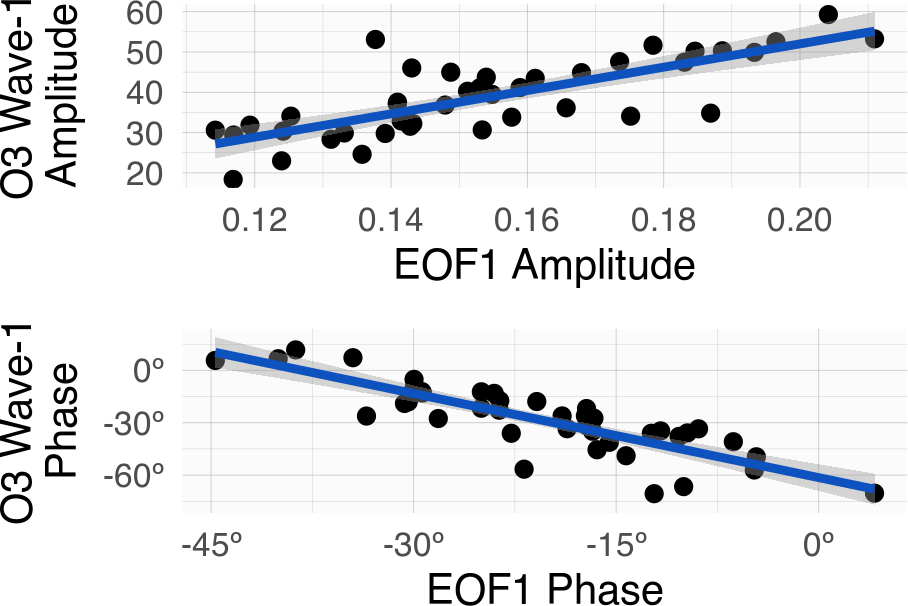 O3 Wave-1
Amplitude
60
50
40
30
20
0.12 0.14 0.16 0.18 0.20
EOF1 Amplitude
O3 Wave-1
Phase
0º
-30º
-60º
-45º -30º -15º 0º
EOF1 Phase